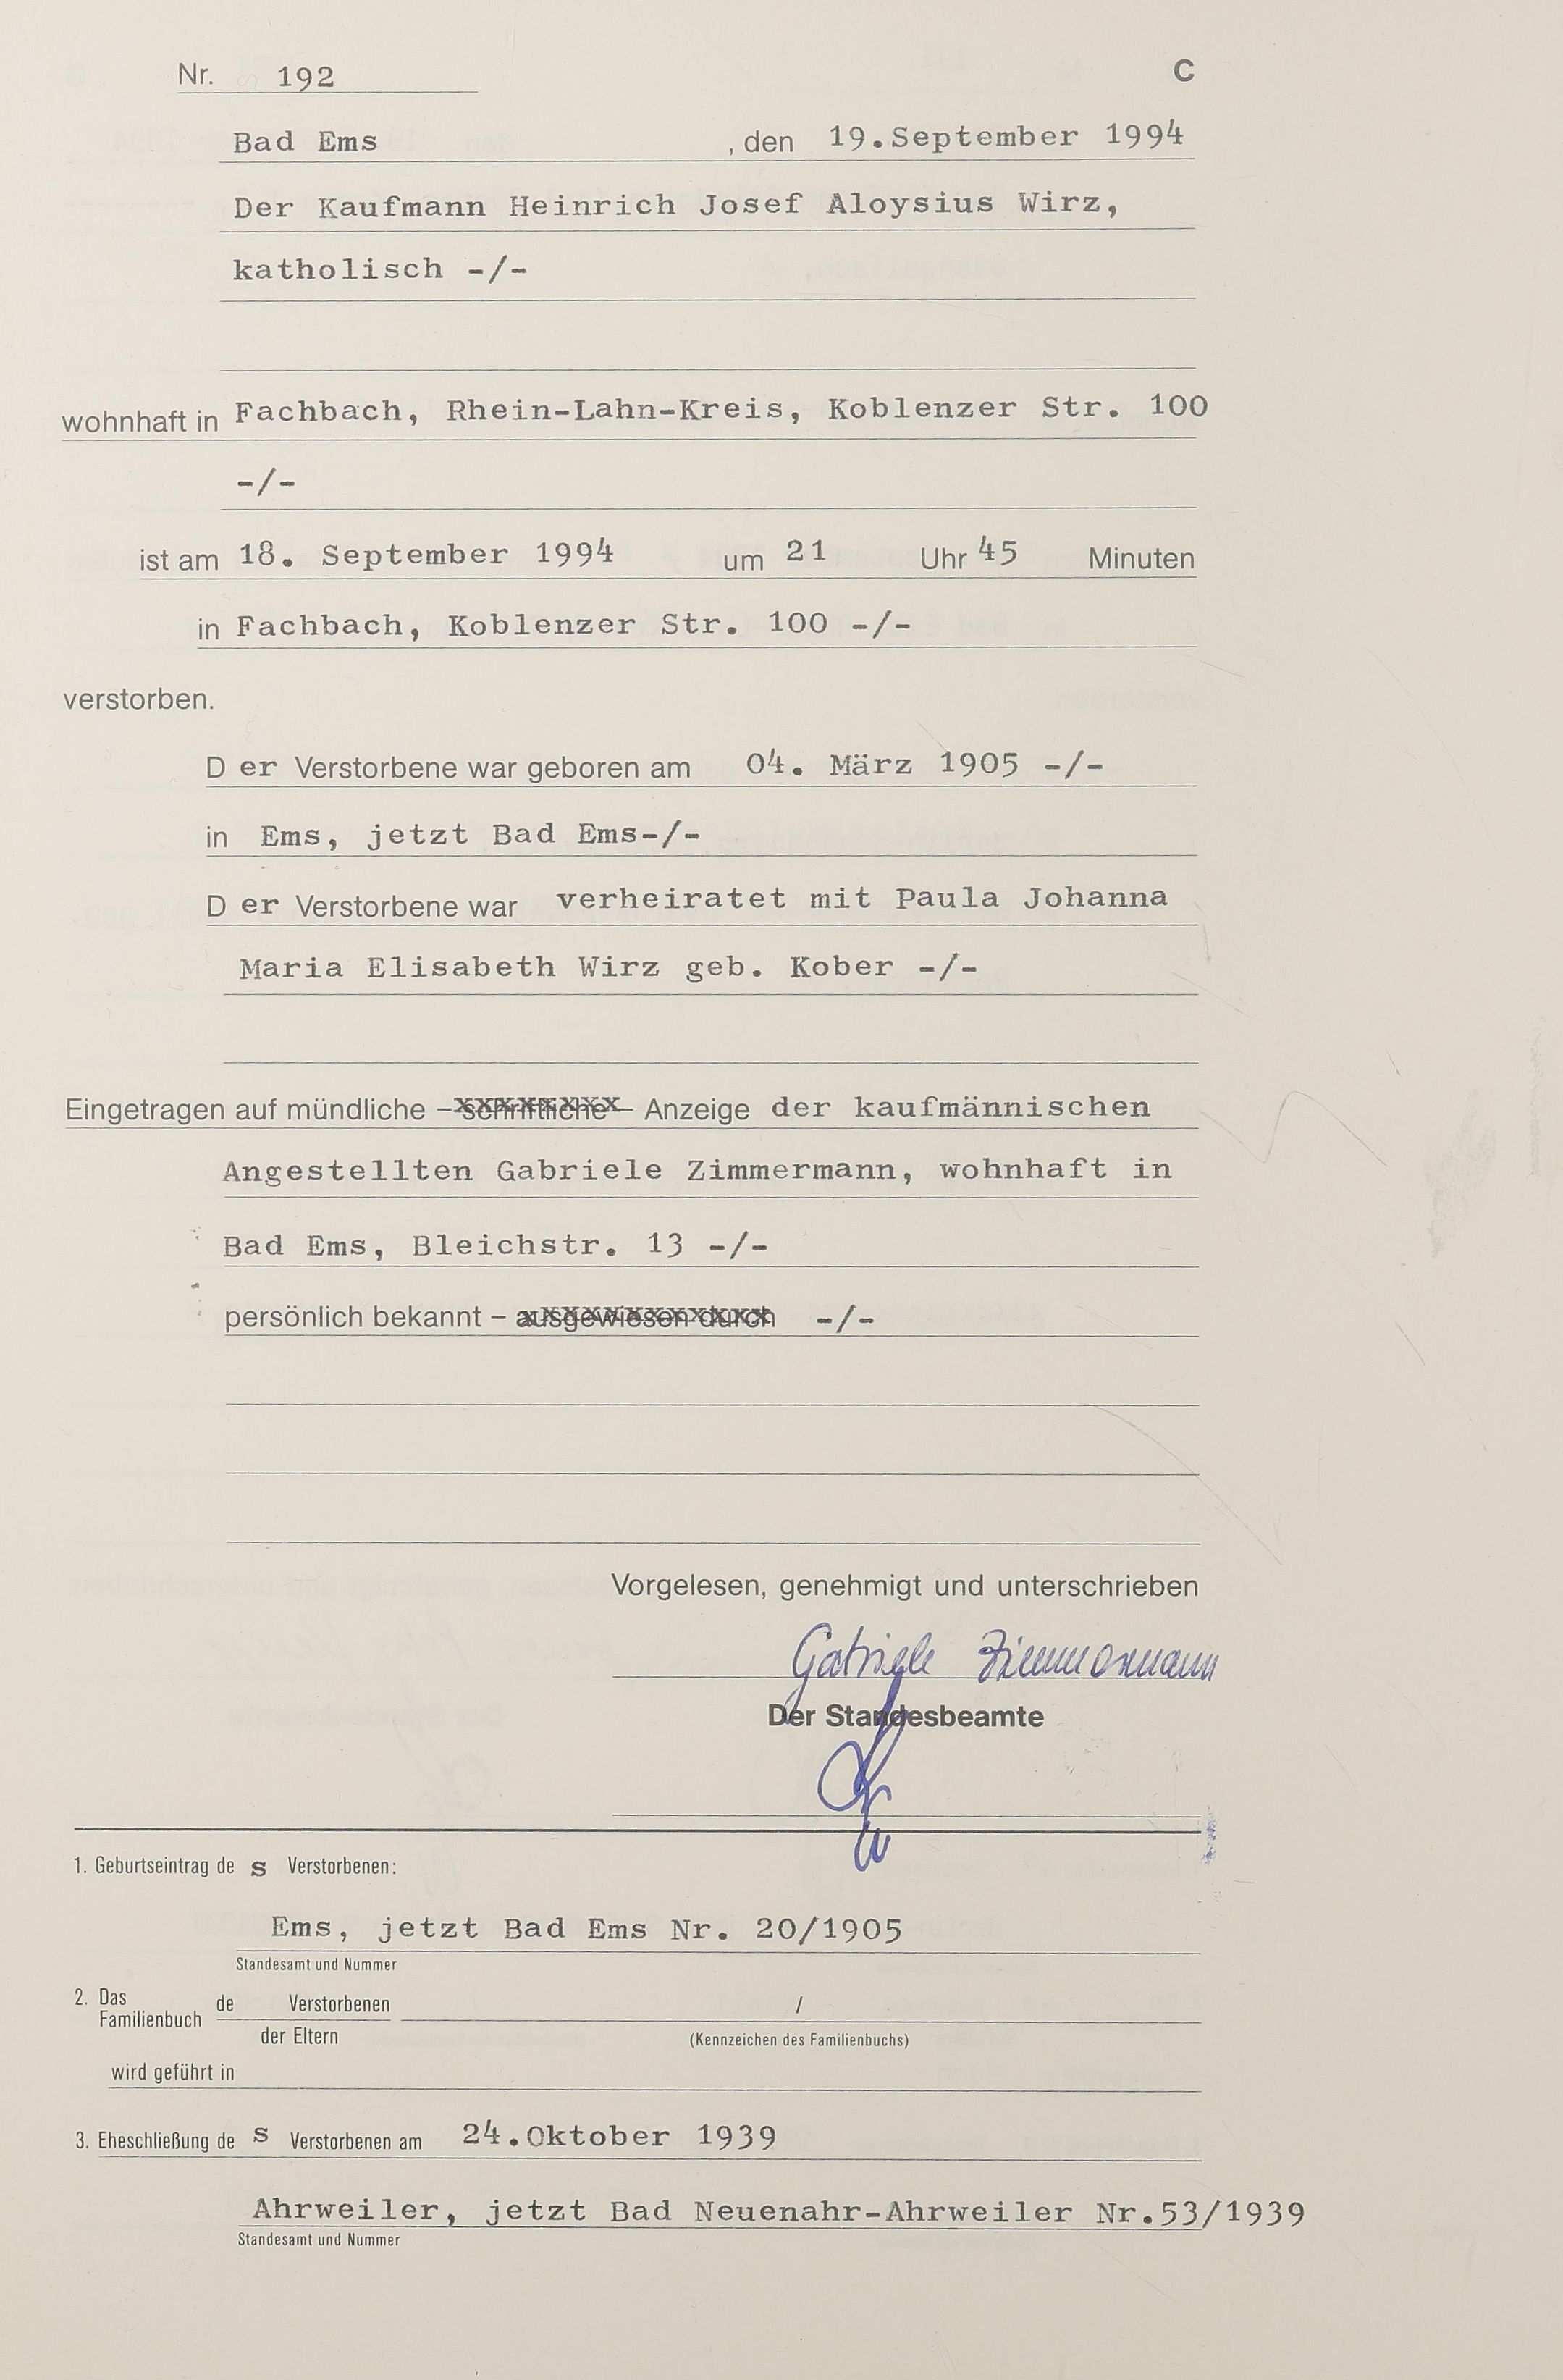 Nr. 192 C
Bad Ems , den 19.September 1994
Der Kaufmann Heinrich Josef Aloysius Wirz,
katholisch -/-
wohnhaft in Fachbach, Rhein-Lahn-Kreis, Koblenzer Str. 100
-/-
ist am 18. September 1994 um 21 Uhr 45 Minuten
in Fachbach, Koblenzer Str. 100 -/-
verstorben.
D er Verstorbene war geboren am 04. März 1905 -/-
in Ems, jetzt Bad Ems-/-
D er Verstorbene war verheiratet mit Paula Johanna
Maria Elisabeth Wirz geb. Kober -/-
Eingetragen auf mündliche – schriftliche – Anzeige der kaufmännischen
Angestellten Gabriele Zimmermann, wohnhaft in
Bad Ems, Bleichstr. 13 -/-
persönlich bekannt – ausgewiesen durch -/-
Vorgelesen, genehmigt und unterschrieben
Gabriele Zimmermann
Der Standesbeamte
1. Geburtseintrag de s Verstorbenen:
Ems, jetzt Bad Ems Nr. 20/1905
Standesamt und Nummer
2. Das Familienbuch de Verstorbenen /
der Eltern (Kennzeichen des Familienbuchs)
wird geführt in
3. Eheschließung de s Verstorbenen am 24.Oktober 1939
Ahrweiler, jetzt Bad Neuenahr-Ahrweiler Nr.53/1939
Standesamt und Nummer